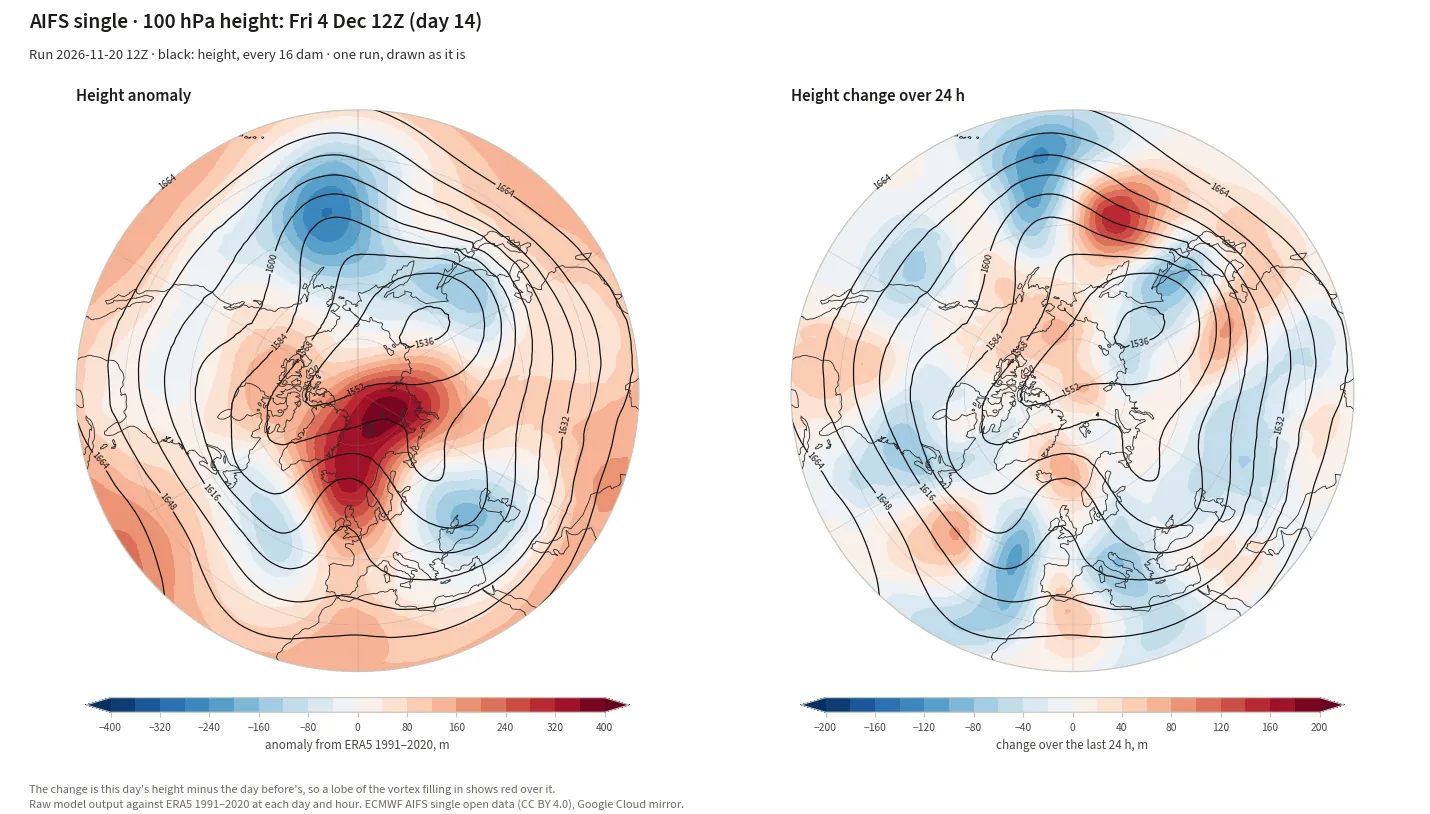 AIFS single · 100 hPa height: Fri 4 Dec 12Z (day 14)
Run 2026-11-20 12Z · black: height, every 16 dam · one run, drawn as it is
Height anomaly
Height change over 24 h
1664
1664
1600
1584
1568
1536
1552
1632
1664
1648
1616
1664
1664
1600
1584
1568
1536
1552
1632
1664
1648
1616
−400 −320 −240 −160 −80 0 80 160 240 320 400
anomaly from ERA5 1991–2020, m
−200 −160 −120 −80 −40 0 40 80 120 160 200
change over the last 24 h, m
The change is this day's height minus the day before's, so a lobe of the vortex filling in shows red over it.
Raw model output against ERA5 1991–2020 at each day and hour. ECMWF AIFS single open data (CC BY 4.0), Google Cloud mirror.